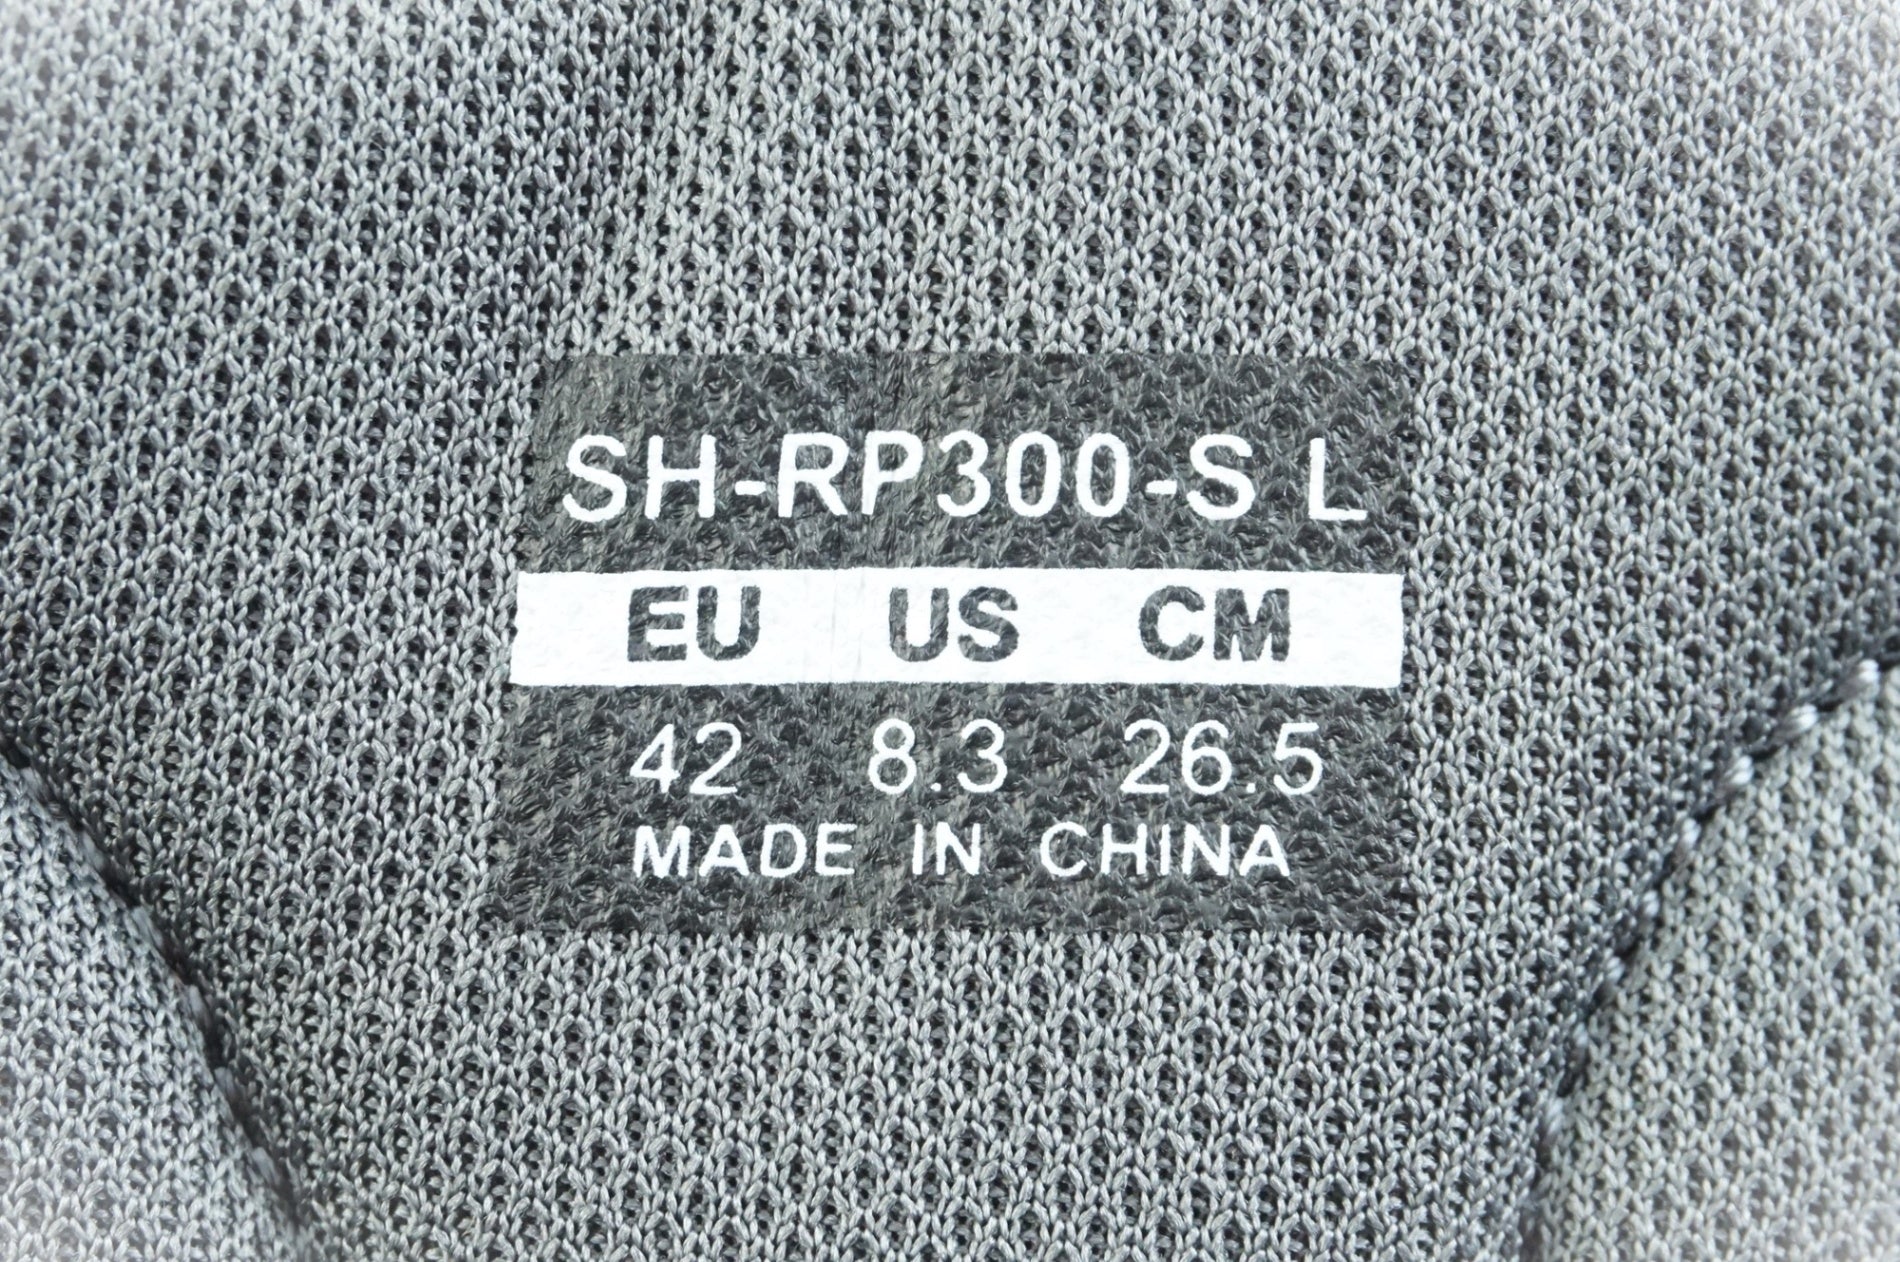 SH-RP300-S L
EU US CM
42 8.3 26.5
MADE IN CHINA